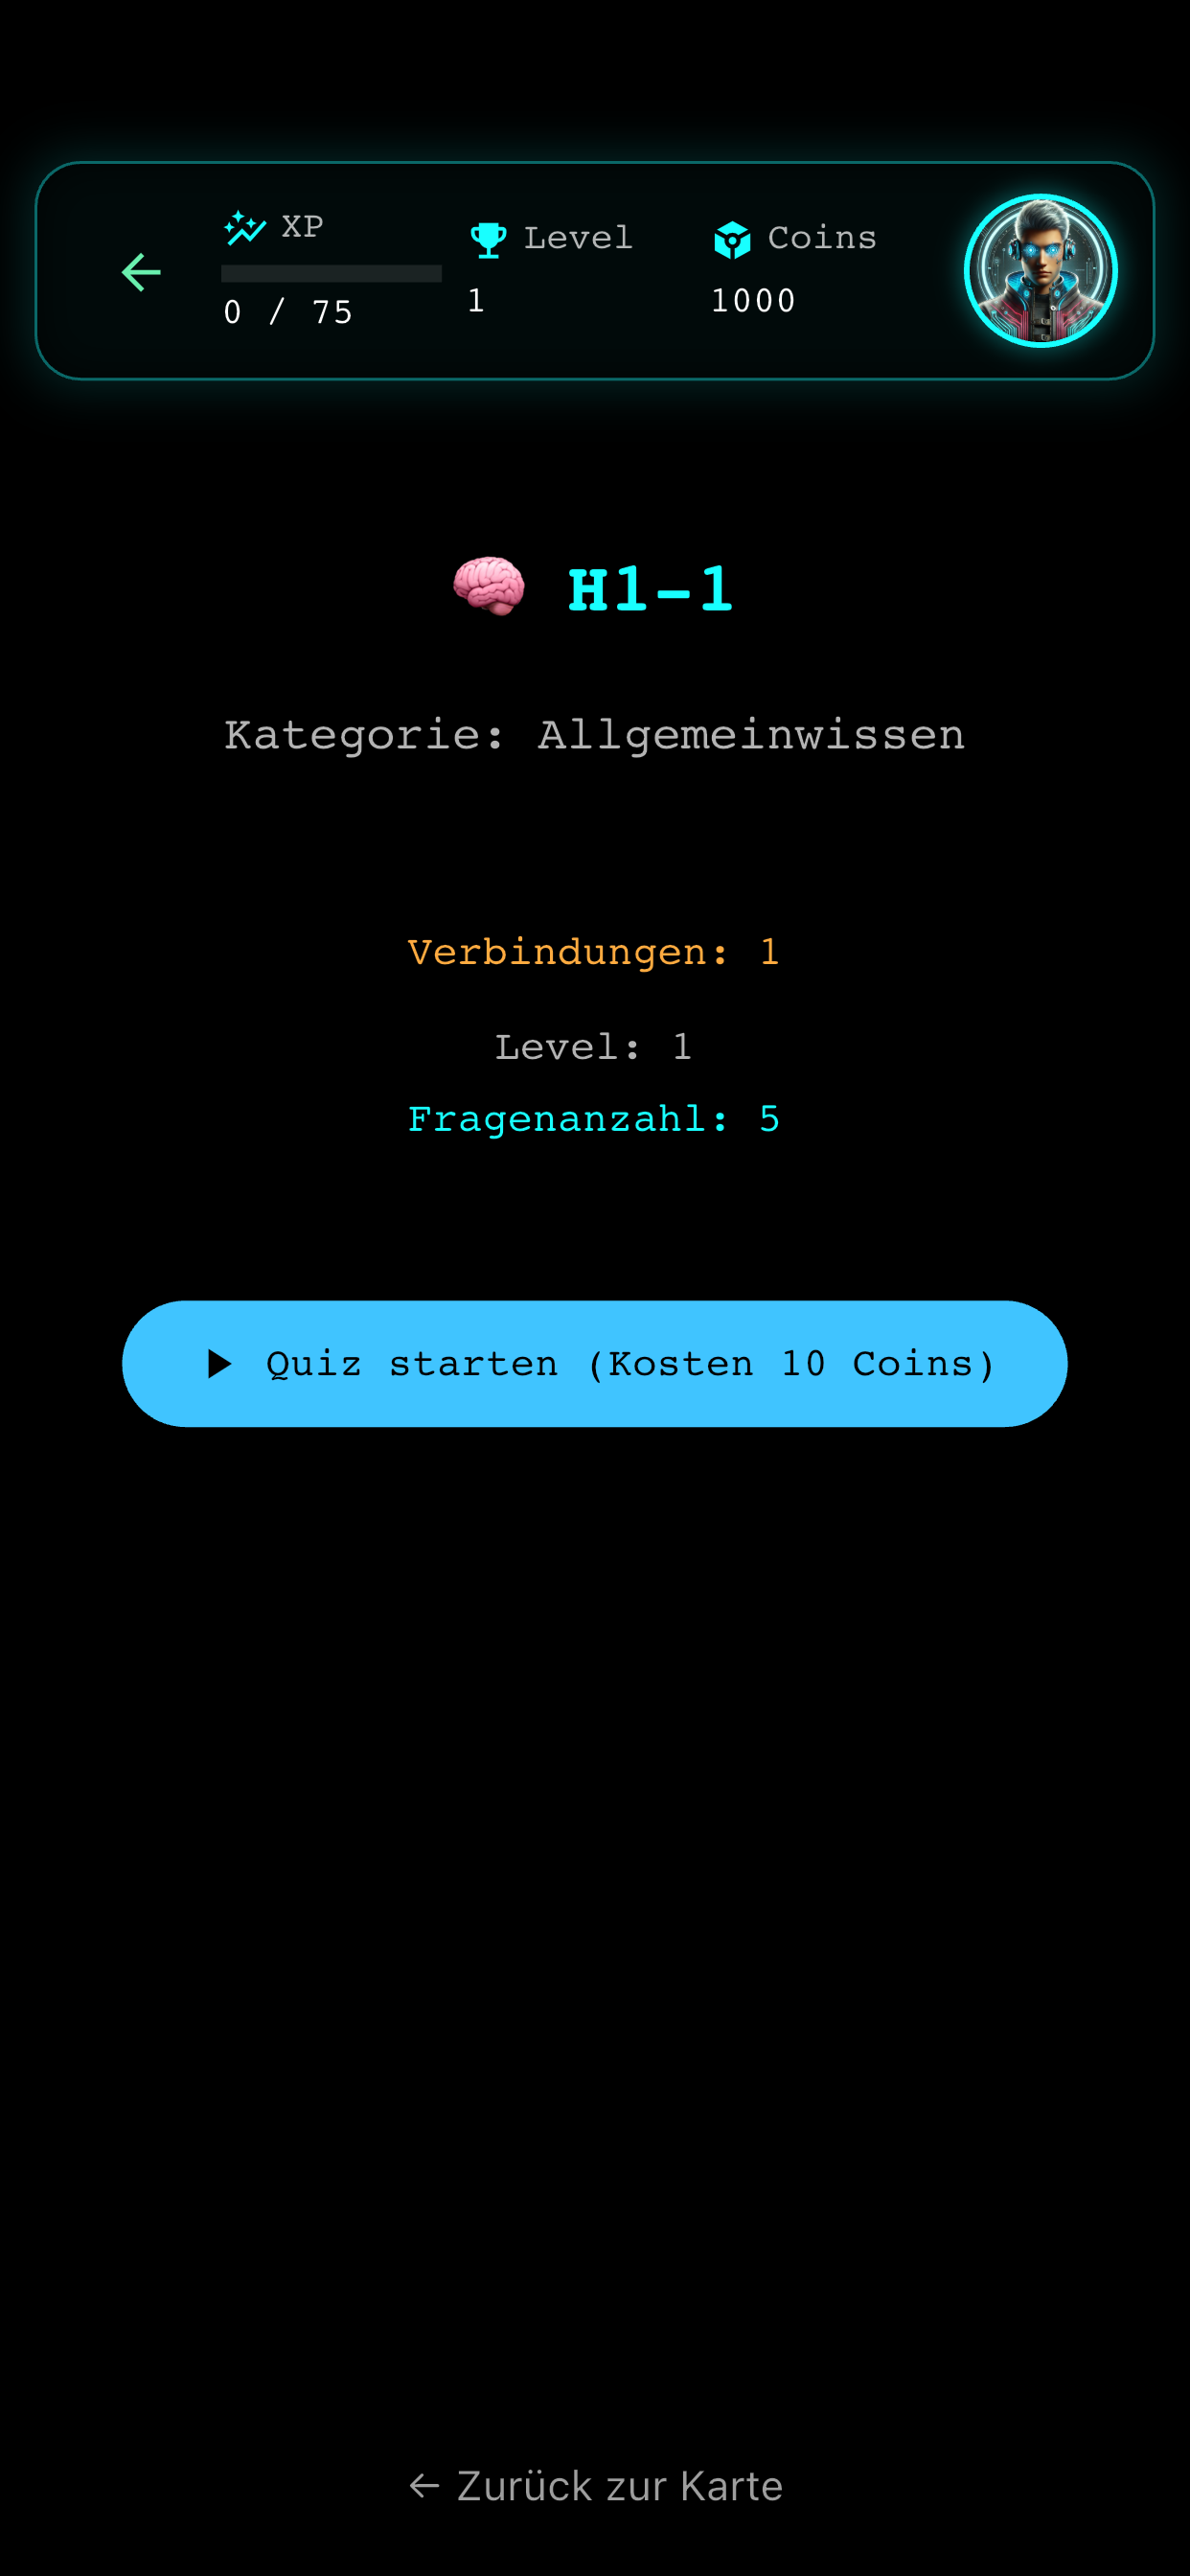 XP
0 / 75
Level
1
Coins
1000
H1-1
Kategorie: Allgemeinwissen
Verbindungen: 1
Level: 1
Fragenanzahl: 5
Quiz starten (Kosten 10 Coins)
← Zurück zur Karte